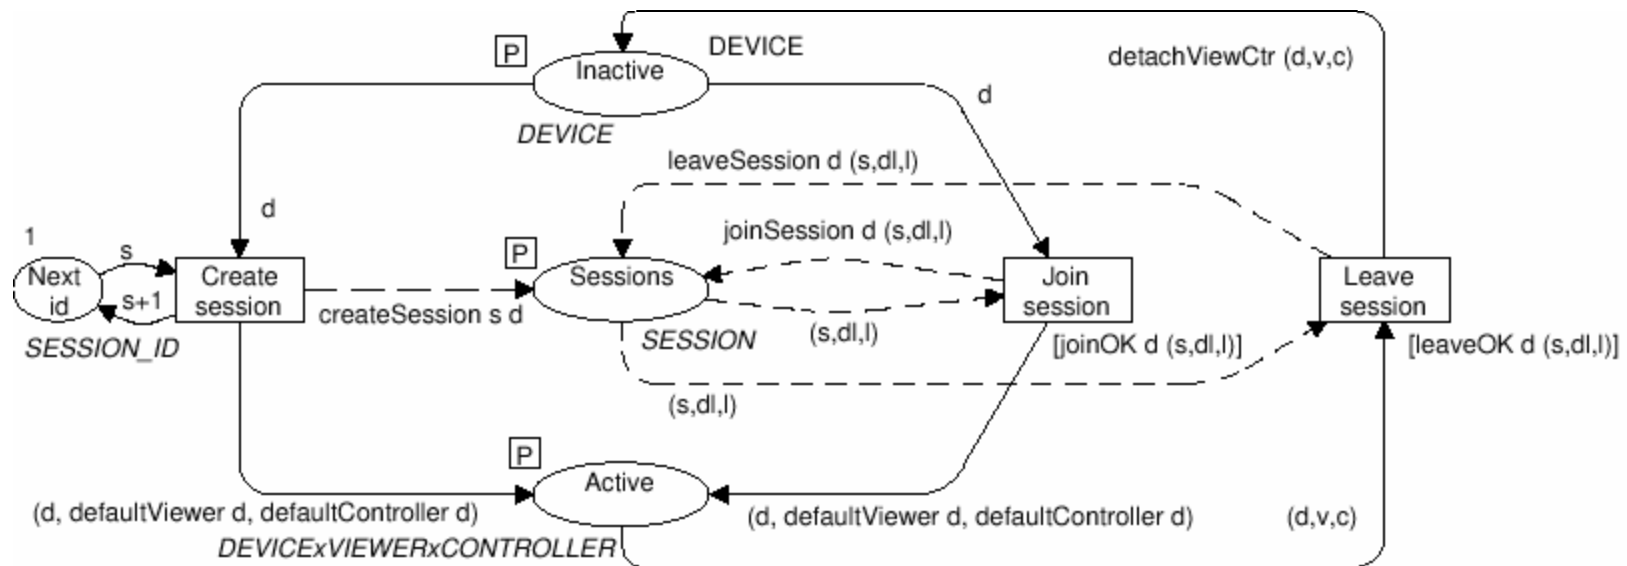 P
Inactive
DEVICE
detachViewCtr (d,v,c)
d
DEVICE
leaveSession d (s,dl,l)
d
1
s
joinSession d (s,dl,l)
P
Next
id
Create
session
Sessions
Join
session
Leave
session
s+1
createSession s d
SESSION
(s,dl,l)
SESSION_ID
[joinOK d (s,dl,l)]
[leaveOK d (s,dl,l)]
(s,dl,l)
P
Active
(d, defaultViewer d, defaultController d)
(d, defaultViewer d, defaultController d)
(d,v,c)
DEVICExVIEWERxCONTROLLER